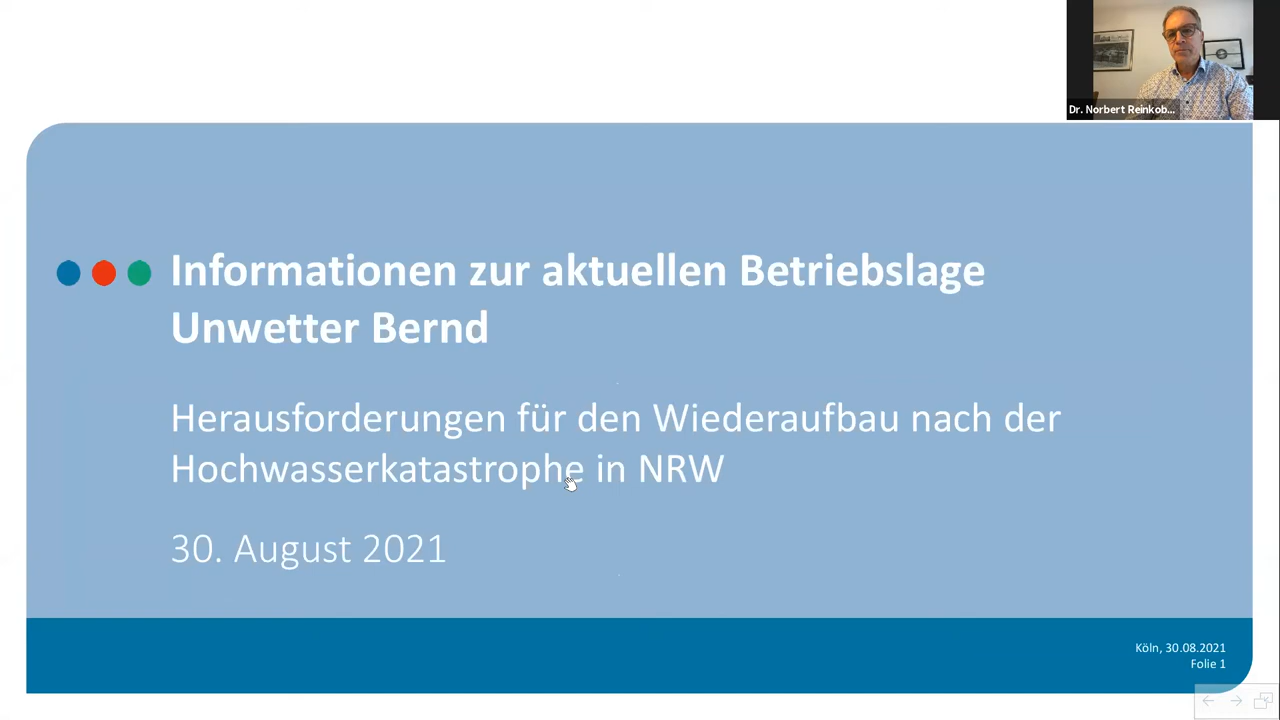 Dr. Norbert Reinkob...
Informationen zur aktuellen Betriebslage
Unwetter Bernd
Herausforderungen für den Wiederaufbau nach der
Hochwasserkatastrophe in NRW
30. August 2021
Köln, 30.08.2021
Folie 1